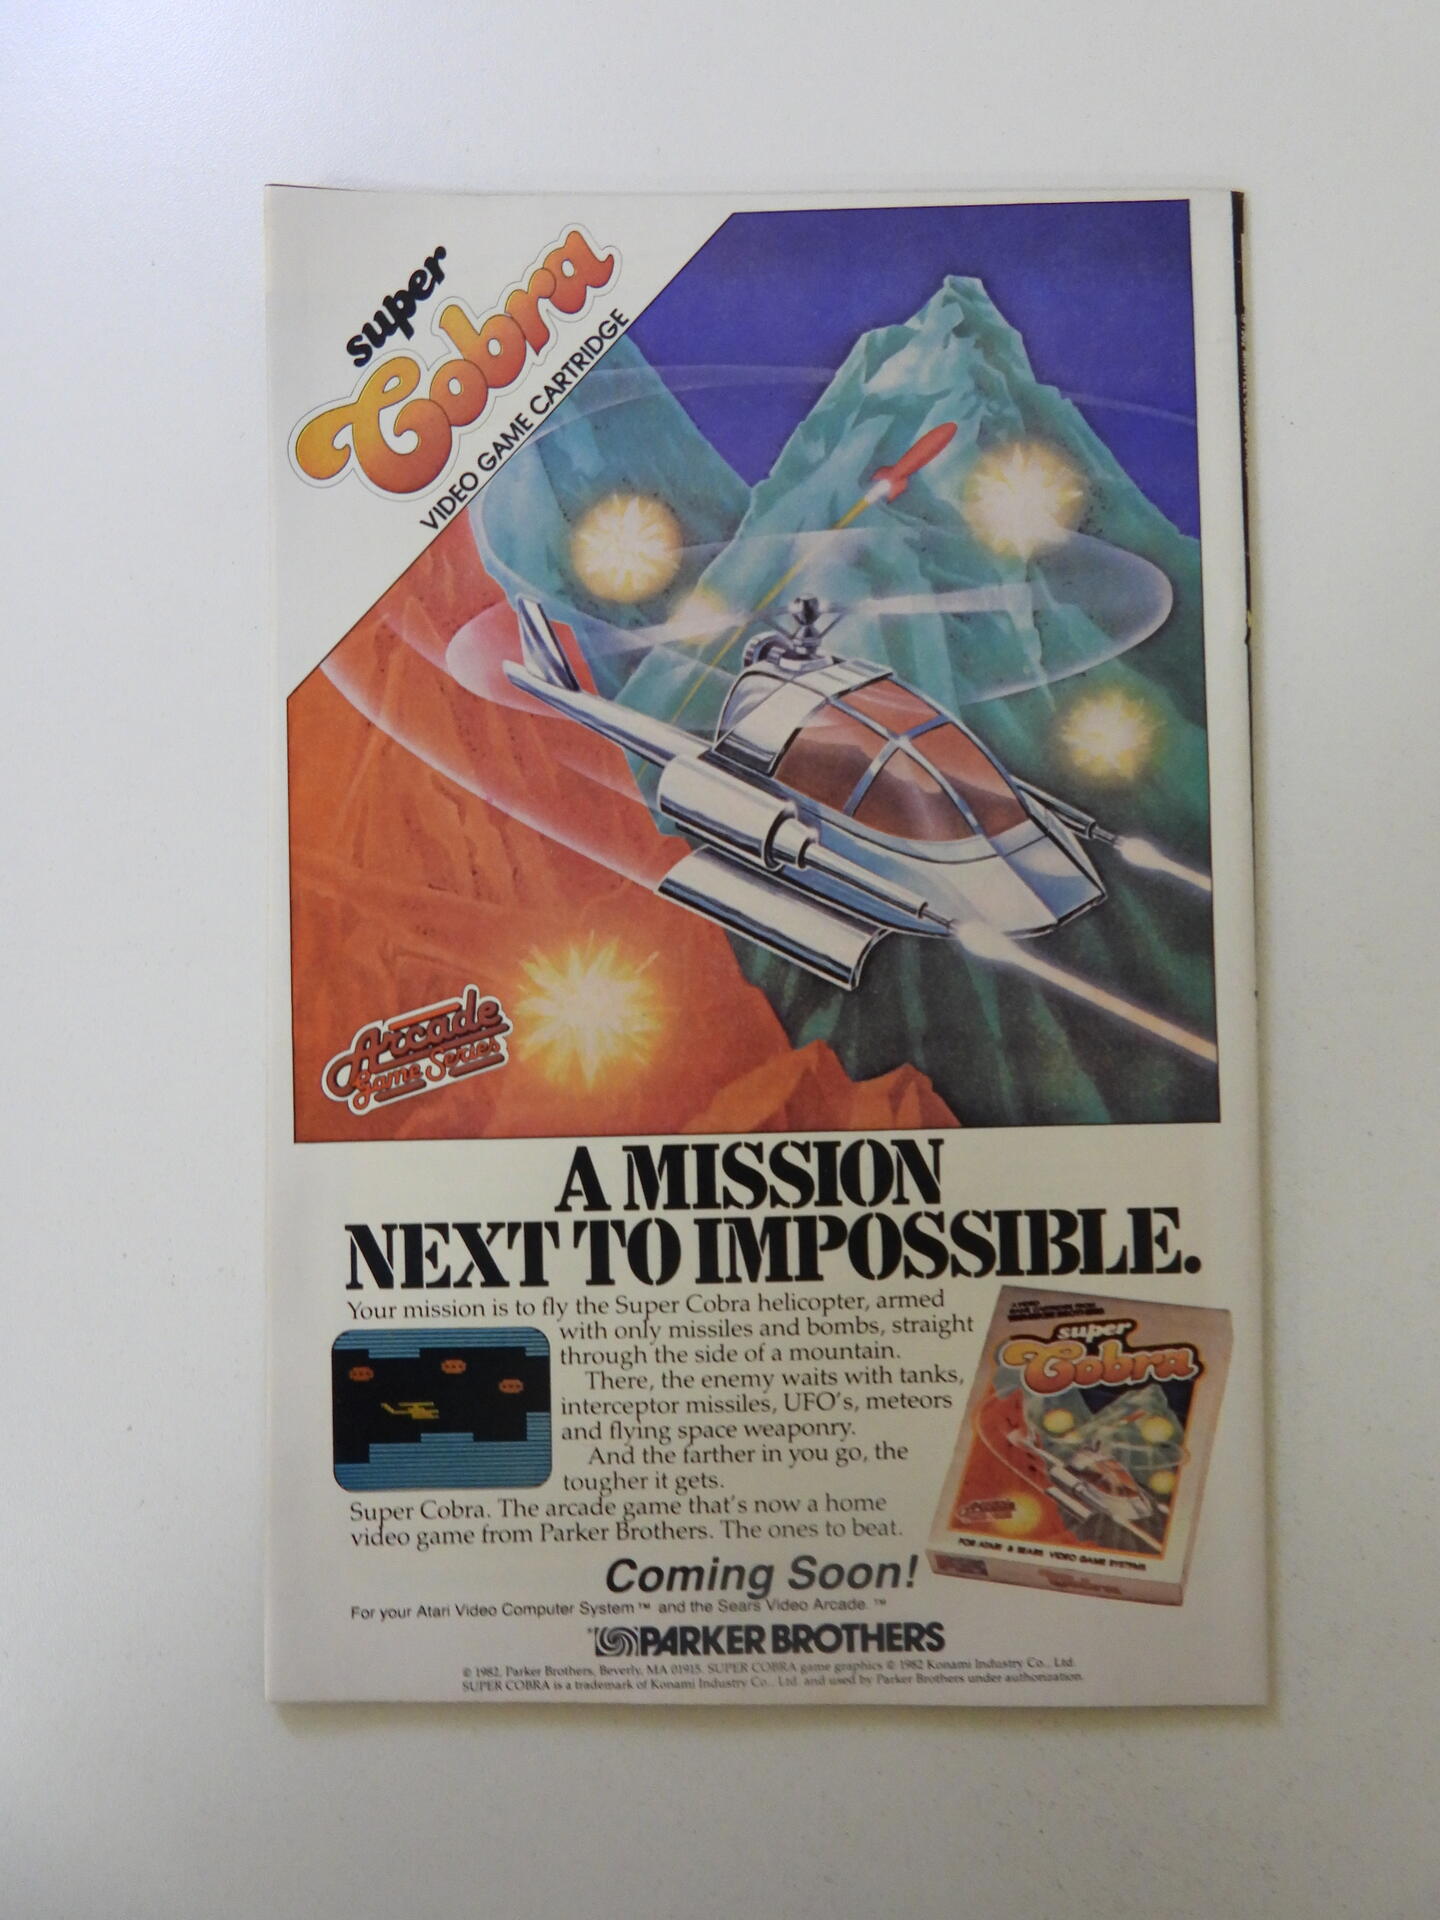 super
Cobra
VIDEO GAME CARTRIDGE
Arcade
Game Series
A MISSION
NEXT TO IMPOSSIBLE.
Your mission is to fly the Super Cobra helicopter, armed
with only missiles and bombs, straight
through the side of a mountain.
There, the enemy waits with tanks,
interceptor missiles, UFO's, meteors
and flying space weaponry.
And the farther in you go, the
tougher it gets.
Super Cobra. The arcade game that's now a home
video game from Parker Brothers. The ones to beat.
super
Cobra
FOR ATARI & SEARS VIDEO GAME SYSTEMS
Coming Soon!
For your Atari Video Computer System™ and the Sears Video Arcade.™
PARKER BROTHERS
© 1982, Parker Brothers, Beverly, MA 01915. SUPER COBRA game graphics © 1982 Konami Industry Co., Ltd.
SUPER COBRA is a trademark of Konami Industry Co., Ltd. and used by Parker Brothers under authorization.